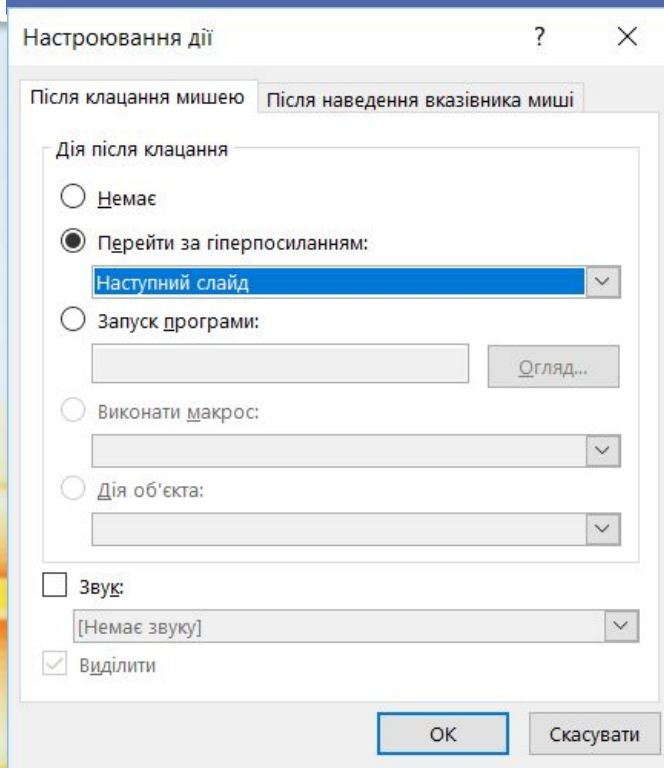 Настроювання дії ?
Після клацання мишею Після наведення вказівника миші
Дія після клацання
Немає
Перейти за гіперпосиланням:
Наступний слайд
Запуск програми:
Огляд...
Виконати макрос:
Дія об'єкта:
Звук:
[Немає звуку]
Виділити
ОК Скасувати